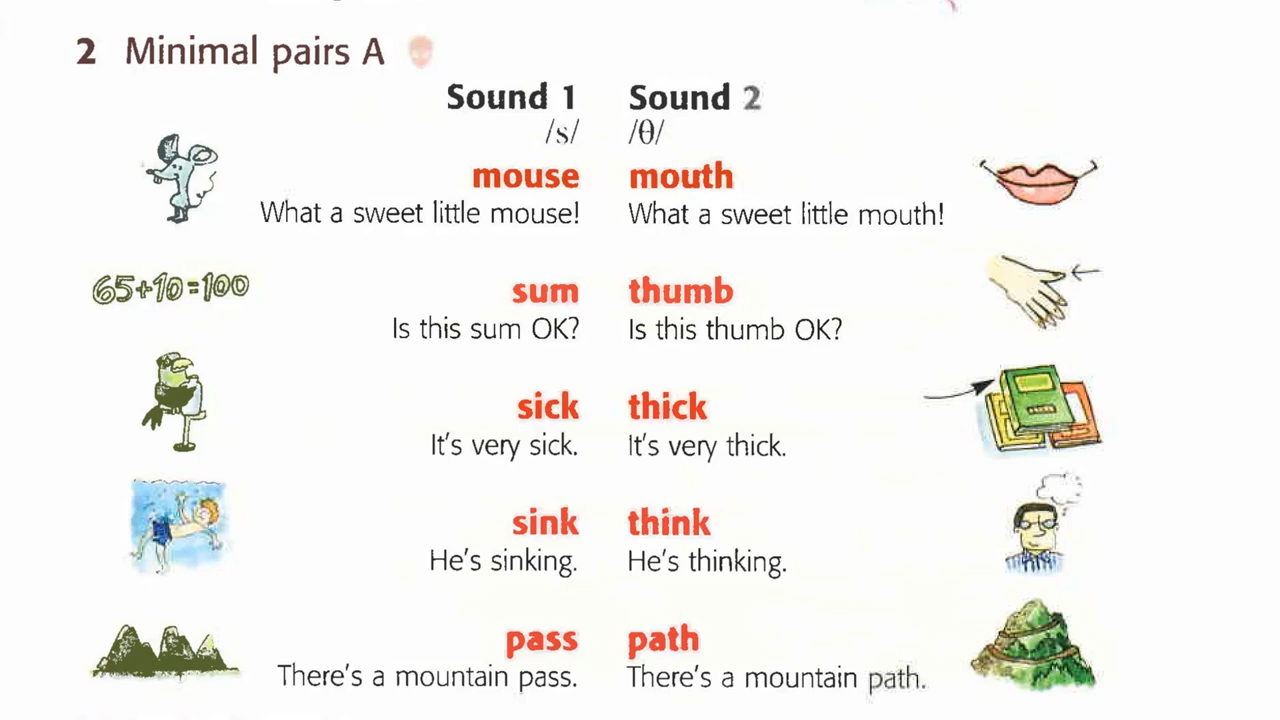 2 Minimal pairs A
Sound 1 Sound 2
/s/ /θ/
mouse mouth
What a sweet little mouse! What a sweet little mouth!
65+10=100
sum thumb
Is this sum OK? Is this thumb OK?
sick thick
It's very sick. It's very thick.
sink think
He's sinking. He's thinking.
pass path
There's a mountain pass. There's a mountain path.